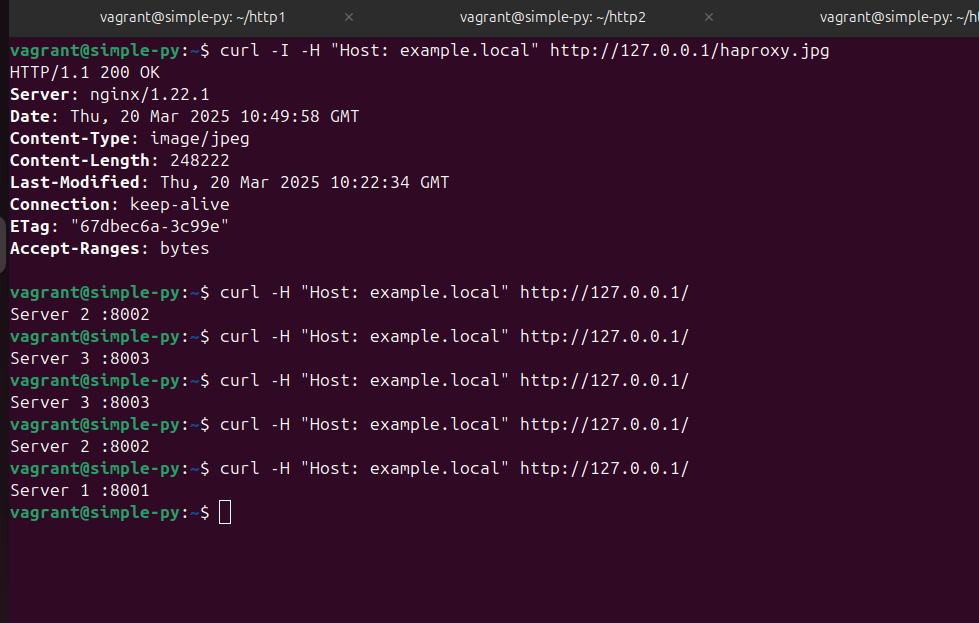 vagrant@simple-py: ~/http1 × vagrant@simple-py: ~/http2 × vagrant@simple-py: ~/h
vagrant@simple-py:~$ curl -I -H "Host: example.local" http://127.0.0.1/haproxy.jpg
HTTP/1.1 200 OK
Server: nginx/1.22.1
Date: Thu, 20 Mar 2025 10:49:58 GMT
Content-Type: image/jpeg
Content-Length: 248222
Last-Modified: Thu, 20 Mar 2025 10:22:34 GMT
Connection: keep-alive
ETag: "67dbec6a-3c99e"
Accept-Ranges: bytes
vagrant@simple-py:~$ curl -H "Host: example.local" http://127.0.0.1/
Server 2 :8002
vagrant@simple-py:~$ curl -H "Host: example.local" http://127.0.0.1/
Server 3 :8003
vagrant@simple-py:~$ curl -H "Host: example.local" http://127.0.0.1/
Server 3 :8003
vagrant@simple-py:~$ curl -H "Host: example.local" http://127.0.0.1/
Server 2 :8002
vagrant@simple-py:~$ curl -H "Host: example.local" http://127.0.0.1/
Server 1 :8001
vagrant@simple-py:~$